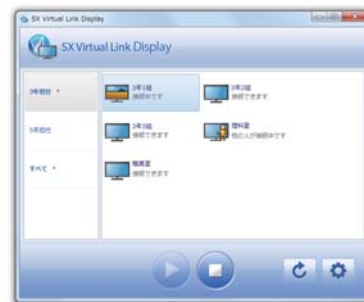 SX Virtual Link Display
SX Virtual Link Display
3年担任
5年担任
すべて
3年1組
接続中です
3年2組
接続できます
3年3組
接続できます
理科室
他の人が接続中です
職員室
接続できます